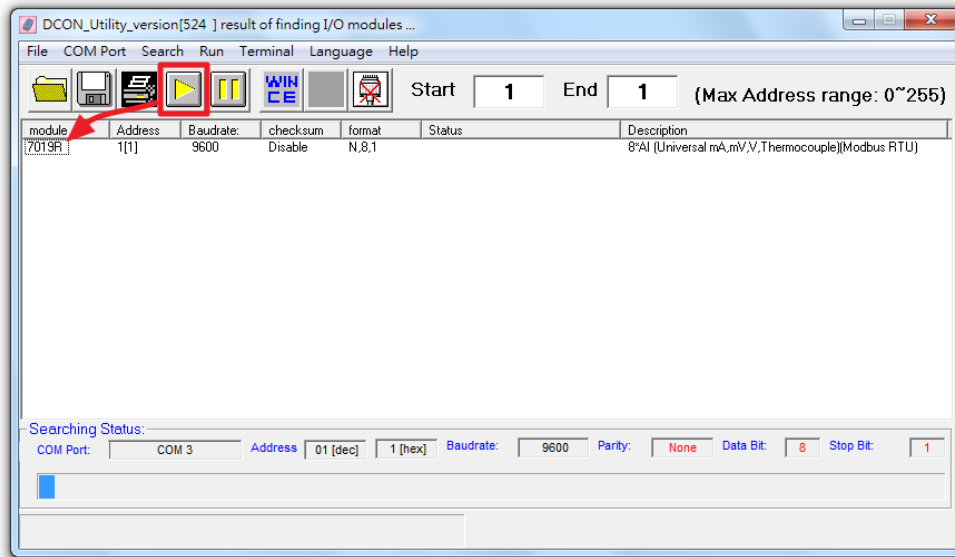 DCON_Utility_version[524 ] result of finding I/O modules ...
File COM Port Search Run Terminal Language Help
WIN CE Start 1 End 1 (Max Address range: 0~255)
module Address Baudrate: checksum format Status Description
7019R 1[1] 9600 Disable N,8,1 8*AI (Universal mA,mV,V,Thermocouple)(Modbus RTU)
Searching Status:
COM Port: COM 3 Address 01 [dec] 1 [hex] Baudrate: 9600 Parity: None Data Bit: 8 Stop Bit: 1